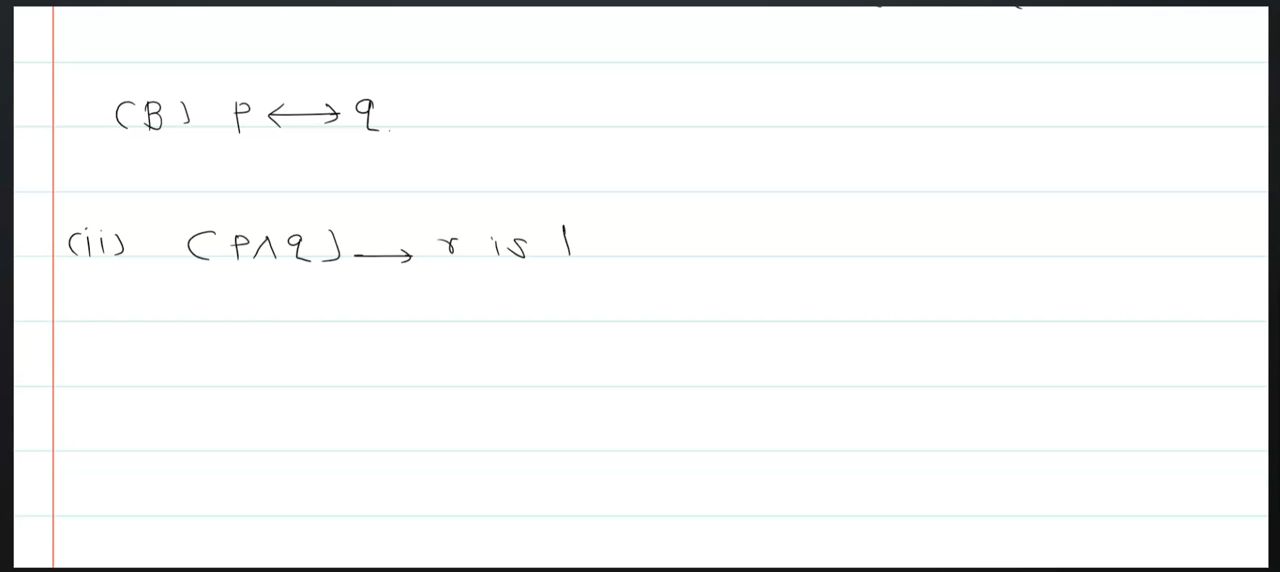 (B) p ⟷ q.
(ii) (p ∧ q) ⟶ r is 1